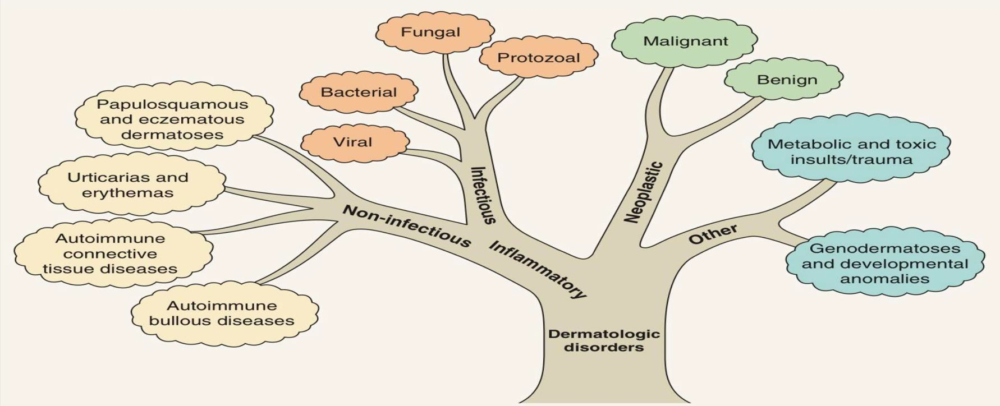 Fungal
Protozoal
Malignant
Benign
Bacterial
Viral
Papulosquamous
and eczematous
dermatoses
Urticarias and
erythemas
Autoimmune
connective
tissue diseases
Autoimmune
bullous diseases
Metabolic and toxic
insults/trauma
Genodermatoses
and developmental
anomalies
Non-infectious
Infectious
Inflammatory
Neoplastic
Other
Dermatologic
disorders